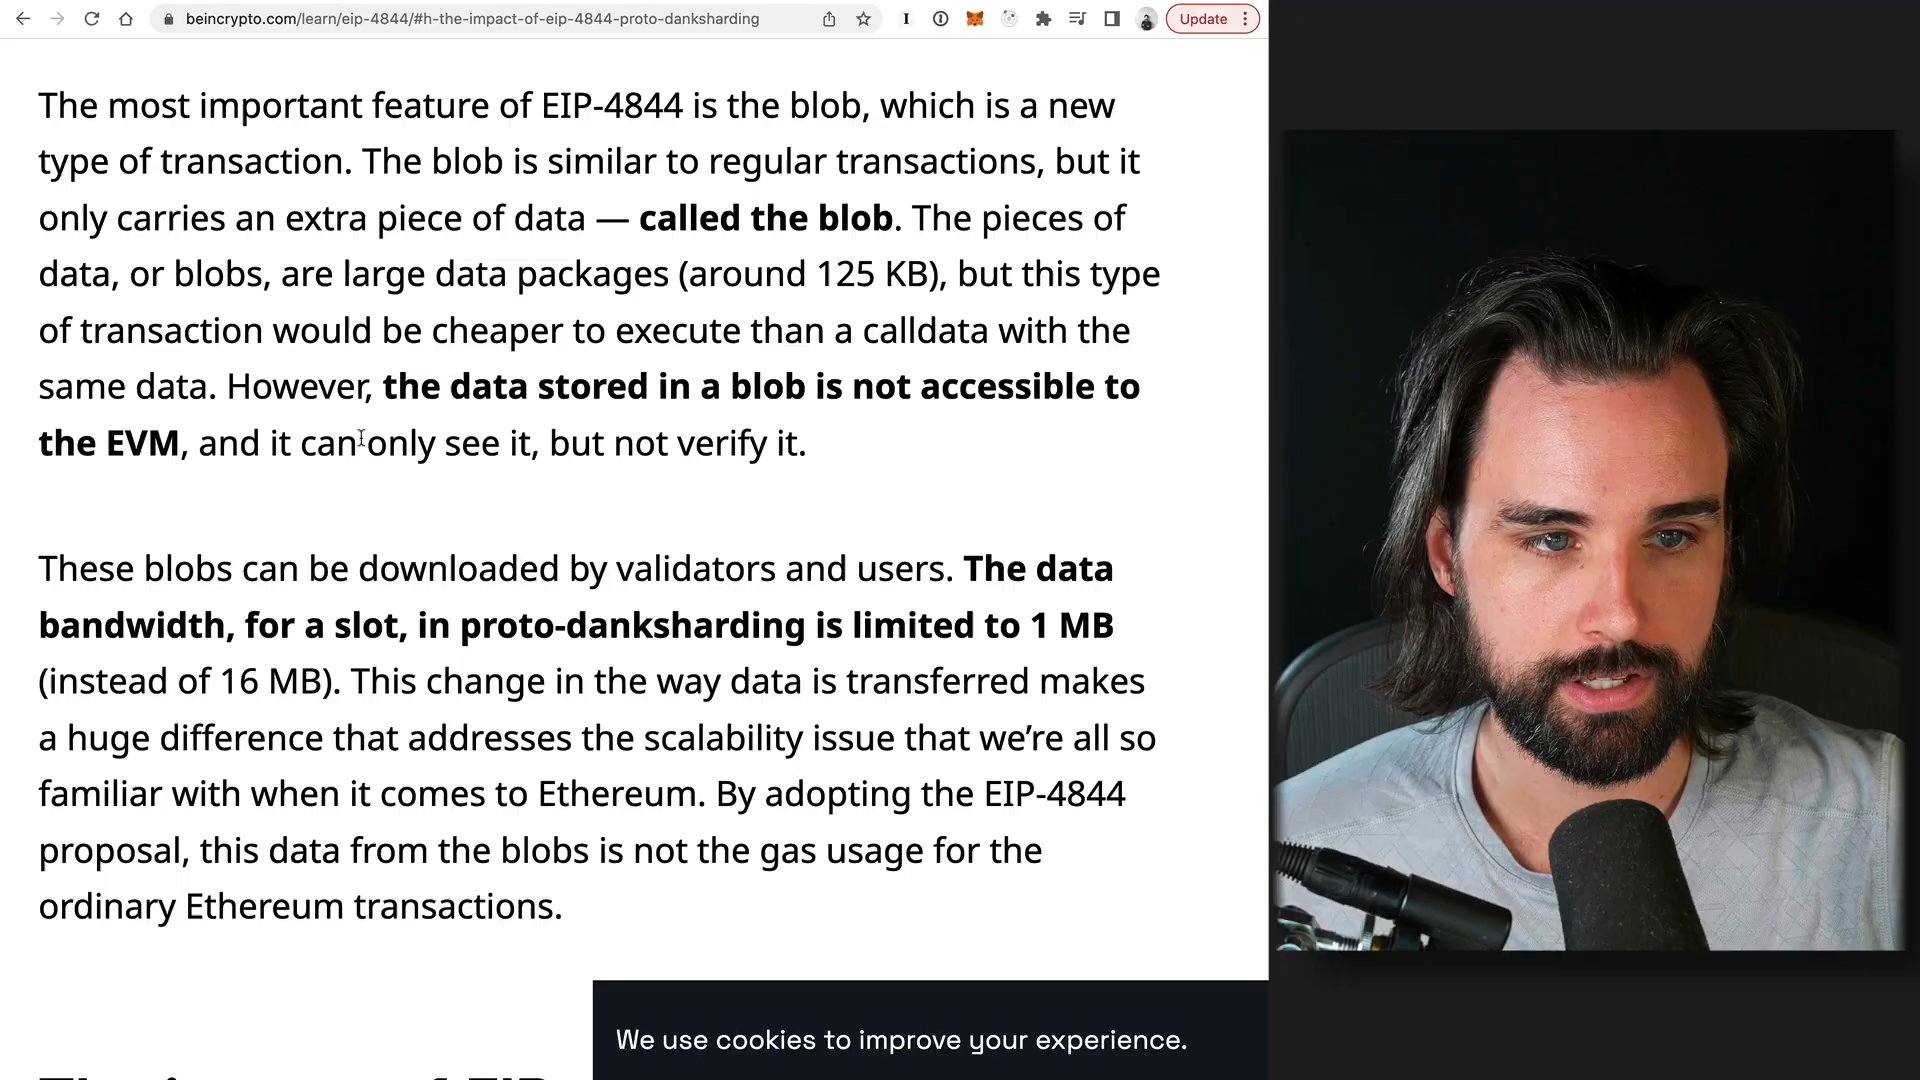 beincrypto.com/learn/eip-4844/#h-the-impact-of-eip-4844-proto-danksharding
Update
The most important feature of EIP-4844 is the blob, which is a new
type of transaction. The blob is similar to regular transactions, but it
only carries an extra piece of data — called the blob. The pieces of
data, or blobs, are large data packages (around 125 KB), but this type
of transaction would be cheaper to execute than a calldata with the
same data. However, the data stored in a blob is not accessible to
the EVM, and it can only see it, but not verify it.
These blobs can be downloaded by validators and users. The data
bandwidth, for a slot, in proto-danksharding is limited to 1 MB
(instead of 16 MB). This change in the way data is transferred makes
a huge difference that addresses the scalability issue that we’re all so
familiar with when it comes to Ethereum. By adopting the EIP-4844
proposal, this data from the blobs is not the gas usage for the
ordinary Ethereum transactions.
We use cookies to improve your experience.